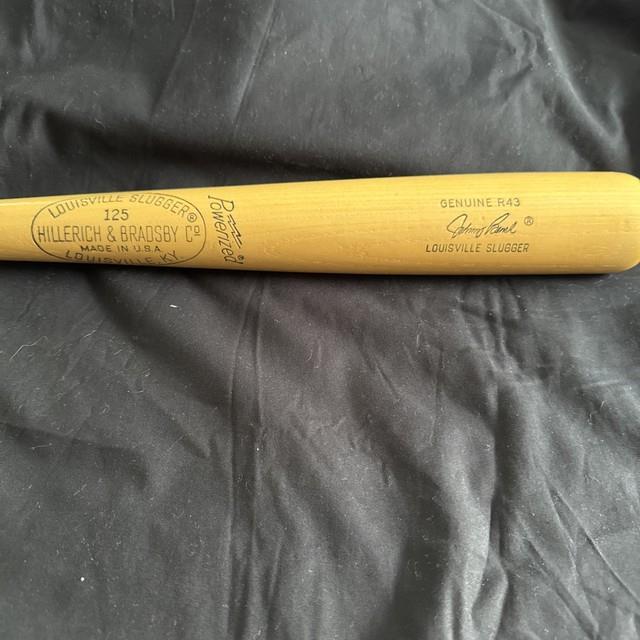 LOUISVILLE SLUGGER®
125
HILLERICH & BRADSBY Cº
MADE IN U.S.A.
LOUISVILLE, KY.
Powerized®
GENUINE R43
Johnny Bench ®
LOUISVILLE SLUGGER